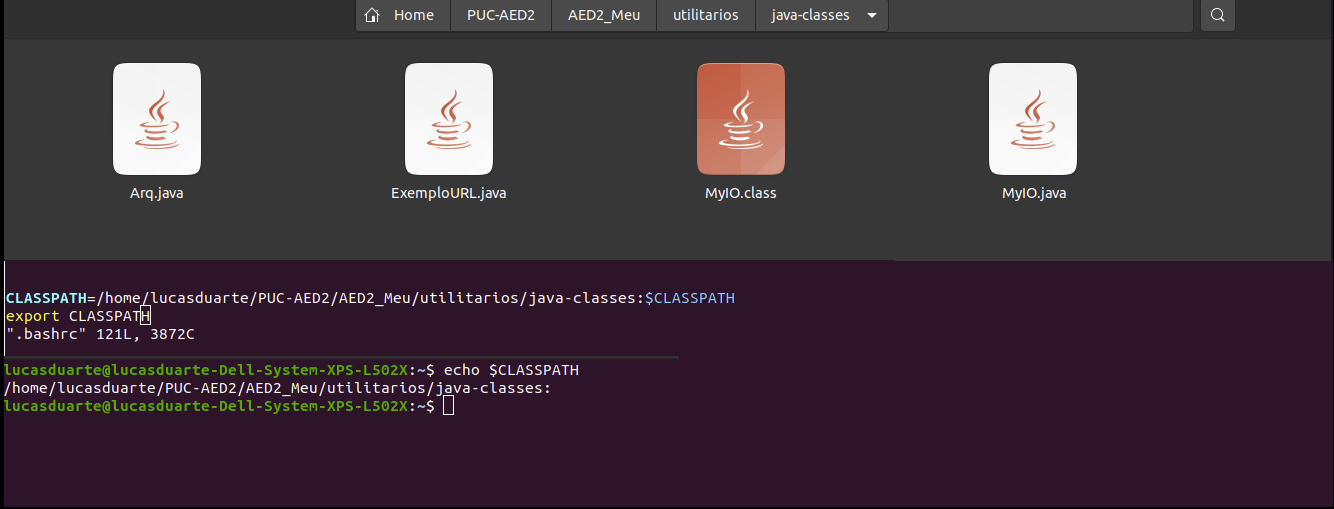 Home PUC-AED2 AED2_Meu utilitarios java-classes
Arq.java ExemploURL.java MyIO.class MyIO.java
CLASSPATH=/home/lucasduarte/PUC-AED2/AED2_Meu/utilitarios/java-classes:$CLASSPATH
export CLASSPATH
".bashrc" 121L, 3872C
lucasduarte@lucasduarte-Dell-System-XPS-L502X:~$ echo $CLASSPATH
/home/lucasduarte/PUC-AED2/AED2_Meu/utilitarios/java-classes:
lucasduarte@lucasduarte-Dell-System-XPS-L502X:~$